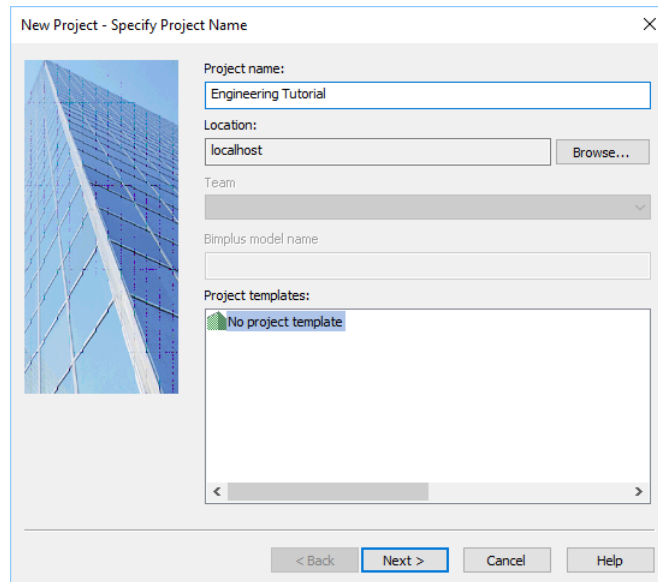 New Project - Specify Project Name
Project name:
Engineering Tutorial
Location:
localhost
Browse...
Team
Bimplus model name
Project templates:
No project template
< Back
Next >
Cancel
Help